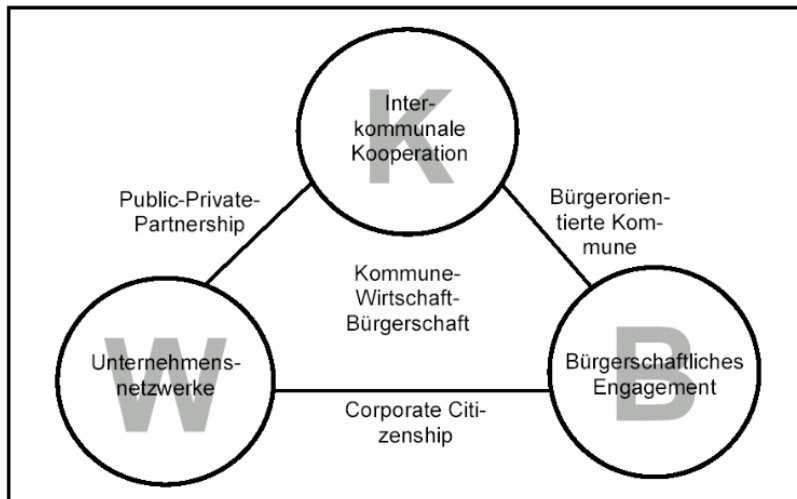 K
Inter-
kommunale
Kooperation
Public-Private-
Partnership
Bürgerorien-
tierte Kom-
mune
Kommune-
Wirtschaft-
Bürgerschaft
W
Unternehmens-
netzwerke
B
Bürgerschaftliches
Engagement
Corporate Citi-
zenship